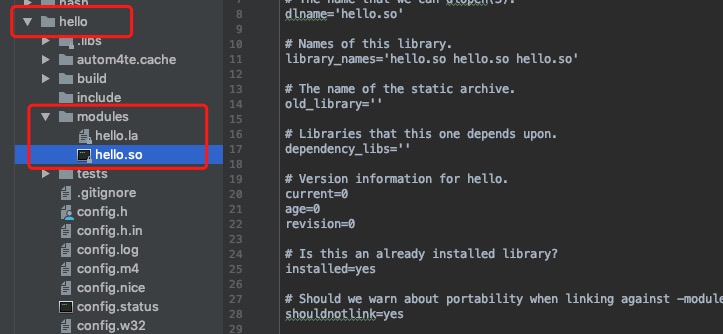 hash
hello
.libs
autom4te.cache
build
include
modules
hello.la
hello.so
tests
.gitignore
config.h
config.h.in
config.log
config.m4
config.nice
config.status
config.w32
7 # The name that we can dlopen(3).
8 dlname='hello.so'
9
10 # Names of this library.
11 library_names='hello.so hello.so hello.so'
12
13 # The name of the static archive.
14 old_library=''
15
16 # Libraries that this one depends upon.
17 dependency_libs=''
18
19 # Version information for hello.
20 current=0
21 age=0
22 revision=0
23
24 # Is this an already installed library?
25 installed=yes
26
27 # Should we warn about portability when linking against -module
28 shouldnotlink=yes
29